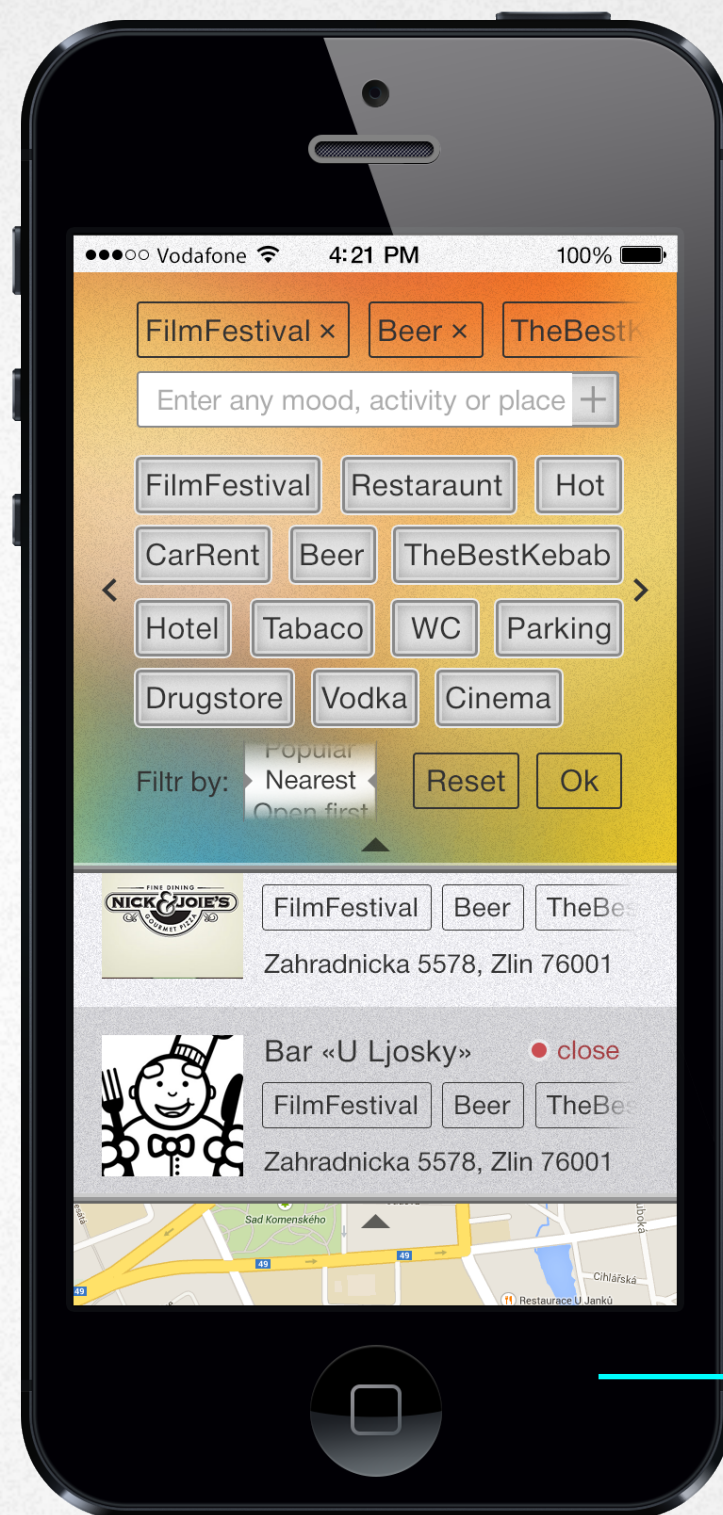 Vodafone 4:21 PM 100%
FilmFestival × Beer × TheBestK
Enter any mood, activity or place +
FilmFestival Restaraunt Hot
CarRent Beer TheBestKebab
Hotel Tabaco WC Parking
Drugstore Vodka Cinema
Popular
Filtr by: Nearest Reset Ok
Open first
FINE DINING
NICK & JOIE'S
GOURMET PIZZA
FilmFestival Beer TheBes
Zahradnicka 5578, Zlin 76001
Bar «U Ljosky» close
FilmFestival Beer TheBes
Zahradnicka 5578, Zlin 76001
Sad Komenského
49
49
49
Cihlářská
Restaurace U Janků